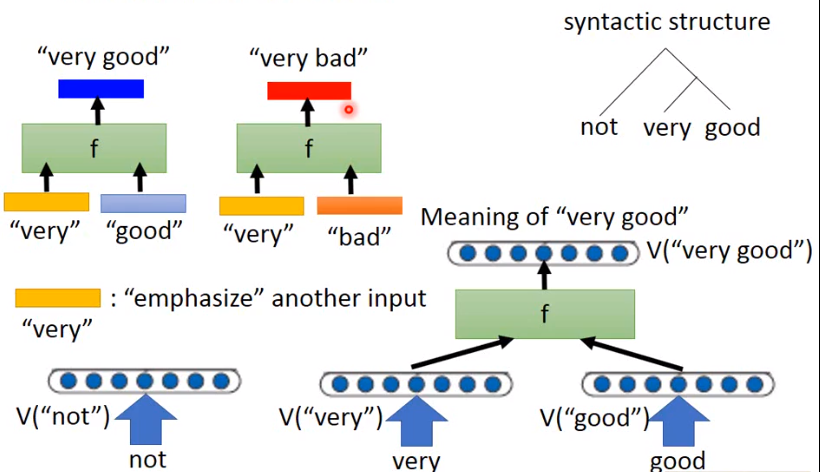 syntactic structure
not very good
“very good”
“very bad”
f
f
“very”
“good”
“very”
“bad”
Meaning of “very good”
V(“very good”)
: “emphasize” another input
“very”
f
V(“not”)
V(“very”)
V(“good”)
not
very
good